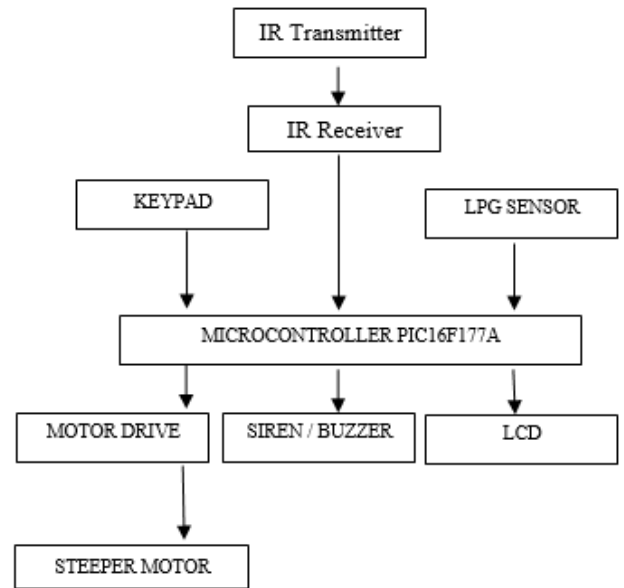 IR Transmitter
IR Receiver
KEYPAD
LPG SENSOR
MICROCONTROLLER PIC16F177A
MOTOR DRIVE
SIREN / BUZZER
LCD
STEEPER MOTOR